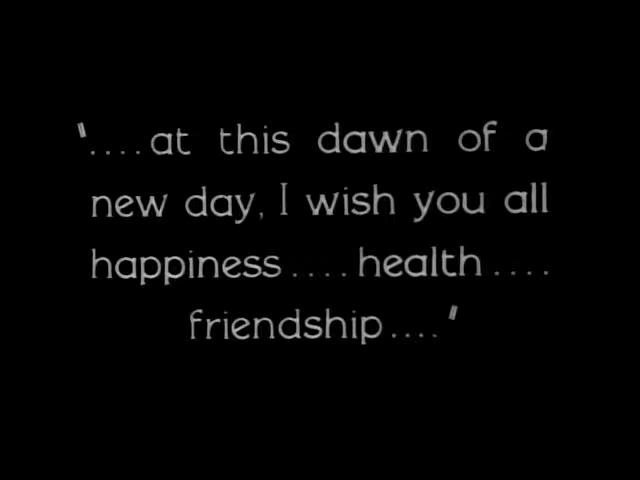 "....at this dawn of a
new day, I wish you all
happiness....health....
friendship...."